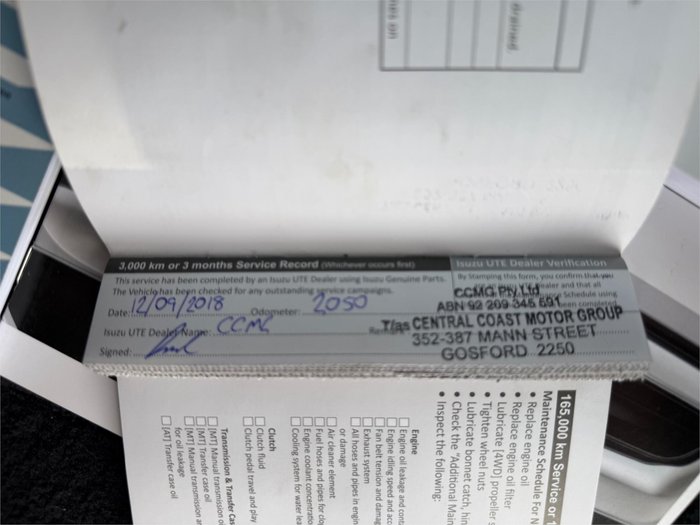 drained.
3,000 km or 3 months Service Record (Whichever occurs first)
This service has been completed by an Isuzu UTE Dealer using Isuzu Genuine Parts.
The Vehicle has been checked for any outstanding service campaigns.
Date: 12/09/2018 Odometer: 2050
Isuzu UTE Dealer Name: CCMG
Signed:
Isuzu UTE Dealer Verification
By Stamping this form, you confirm that you
CCMG Pty Ltd
ABN 92 209 345 551
T/as CENTRAL COAST MOTOR GROUP
352-387 MANN STREET
GOSFORD 2250
165,000 km Service or
Maintenance Schedule For
• Replace engine oil
• Replace engine oil filter
• Lubricate [4WD] propeller
• Tighten wheel nuts
• Lubricate bonnet catch,
• Check the "Additional
• Inspect the following:
Engine
Engine oil leakage and
Engine idling speed and
Fan belt tension and
Exhaust system
All hoses and pipes in
or damage
Air cleaner element
Fuel hoses and pipes for
Engine coolant
Cooling system for water
Clutch
Clutch fluid
Clutch pedal travel and play
Transmission & Transfer
[MT] Manual transmission
[MT] Transfer case oil
[MT] Manual transmission
for oil leakage
[AT] Transfer case oil